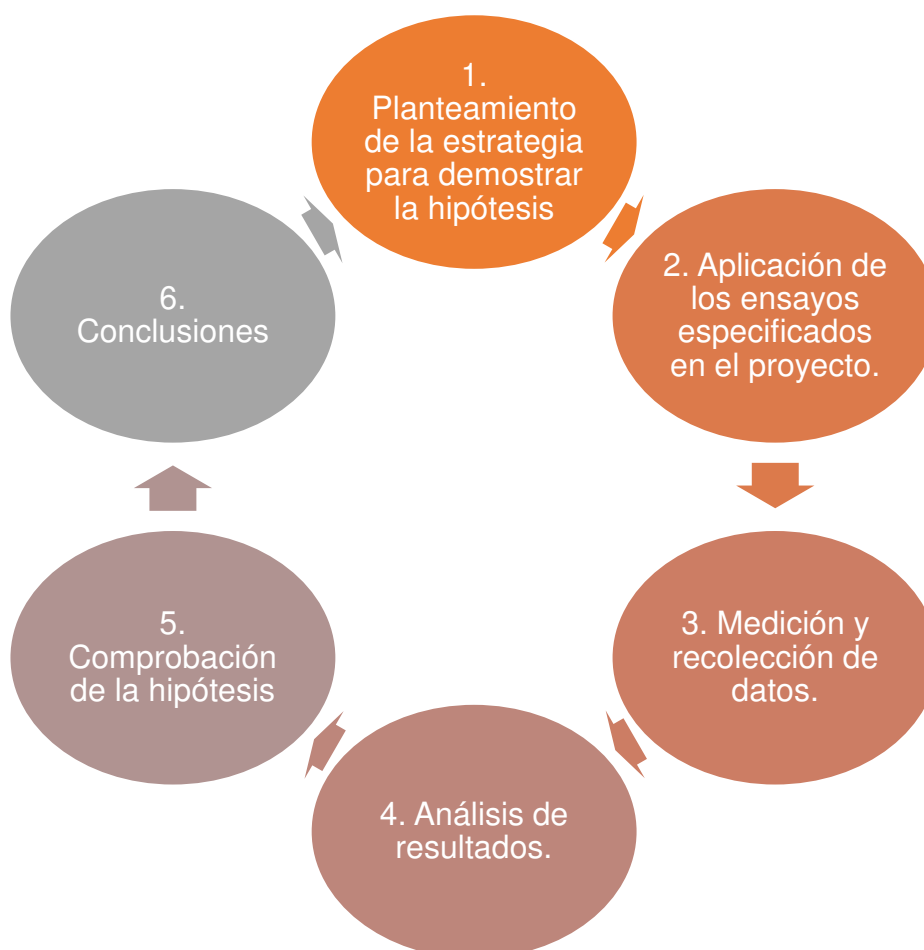 1.
Planteamiento
de la estrategia
para demostrar
la hipótesis
2. Aplicación de
los ensayos
especificados
en el proyecto.
3. Medición y
recolección de
datos.
4. Análisis de
resultados.
5.
Comprobación
de la hipótesis
6.
Conclusiones